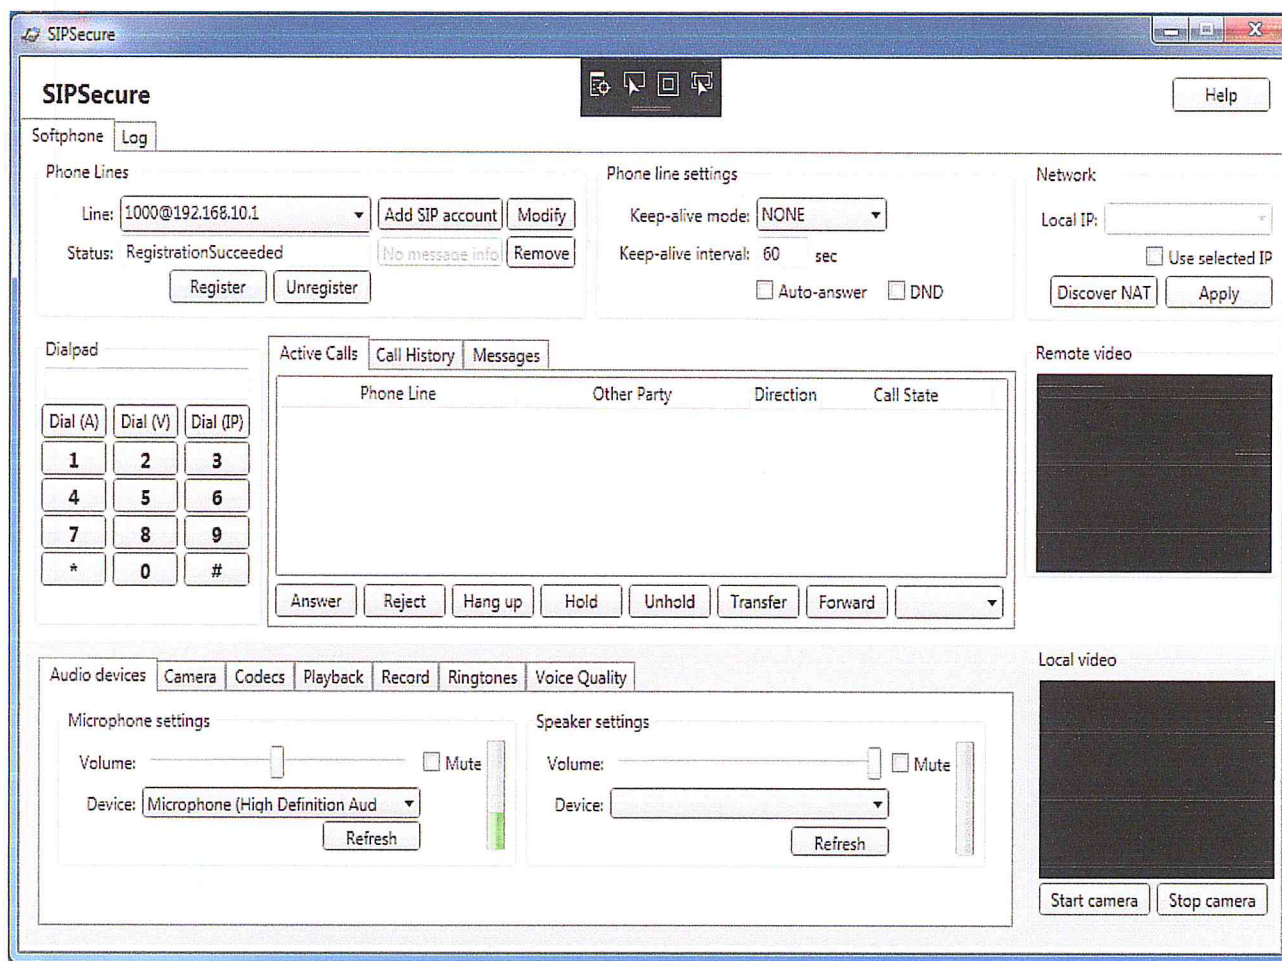 SIPSecure
SIPSecure
Help
Softphone Log
Phone Lines
Line: 1000@192.168.10.1 Add SIP account Modify
Status: RegistrationSucceeded No message info Remove
Register Unregister
Phone line settings
Keep-alive mode: NONE
Keep-alive interval: 60 sec
Auto-answer DND
Network
Local IP:
Use selected IP
Discover NAT Apply
Dialpad
Dial (A) Dial (V) Dial (IP)
1 2 3
4 5 6
7 8 9
* 0 #
Active Calls Call History Messages
Phone Line Other Party Direction Call State
Answer Reject Hang up Hold Unhold Transfer Forward
Remote video
Audio devices Camera Codecs Playback Record Ringtones Voice Quality
Microphone settings
Volume: Mute
Device: Microphone (High Definition Aud
Refresh
Speaker settings
Volume: Mute
Device:
Refresh
Local video
Start camera Stop camera